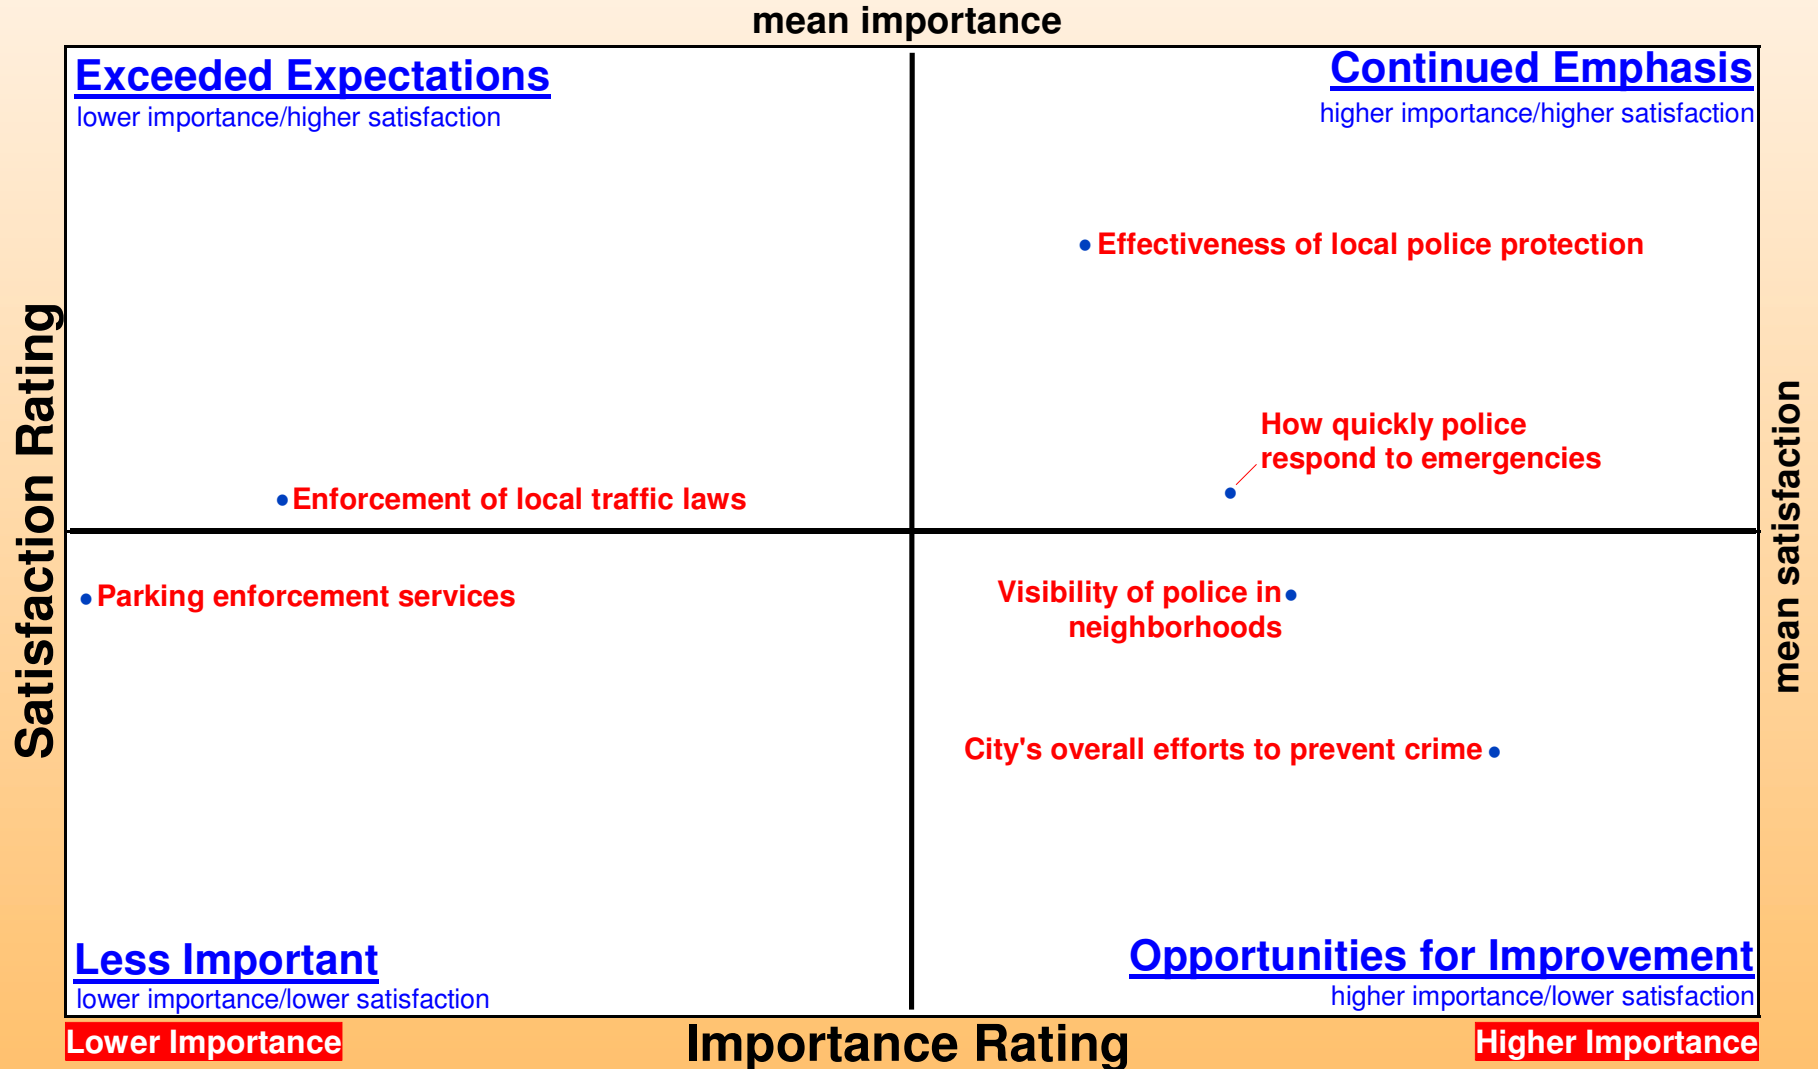 mean importance
Exceeded Expectations
lower importance/higher satisfaction
Continued Emphasis
higher importance/higher satisfaction
Effectiveness of local police protection
How quickly police
respond to emergencies
Enforcement of local traffic laws
Satisfaction Rating
mean satisfaction
Parking enforcement services
Visibility of police in
neighborhoods
City's overall efforts to prevent crime
Less Important
lower importance/lower satisfaction
Opportunities for Improvement
higher importance/lower satisfaction
Lower Importance
Importance Rating
Higher Importance